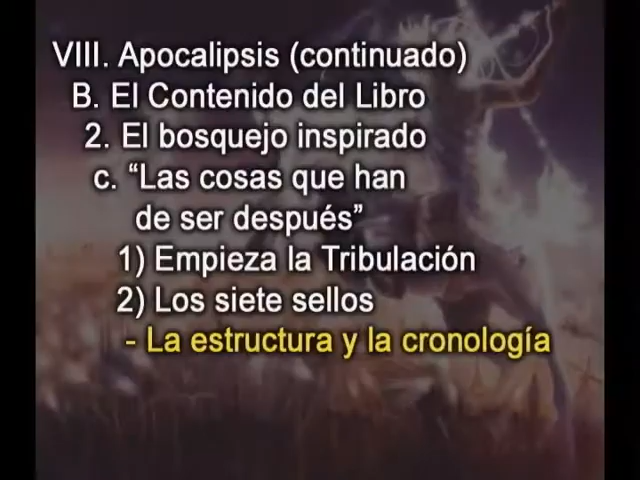 VIII. Apocalipsis (continuado)
B. El Contenido del Libro
2. El bosquejo inspirado
c. “Las cosas que han
de ser después”
1) Empieza la Tribulación
2) Los siete sellos
- La estructura y la cronología